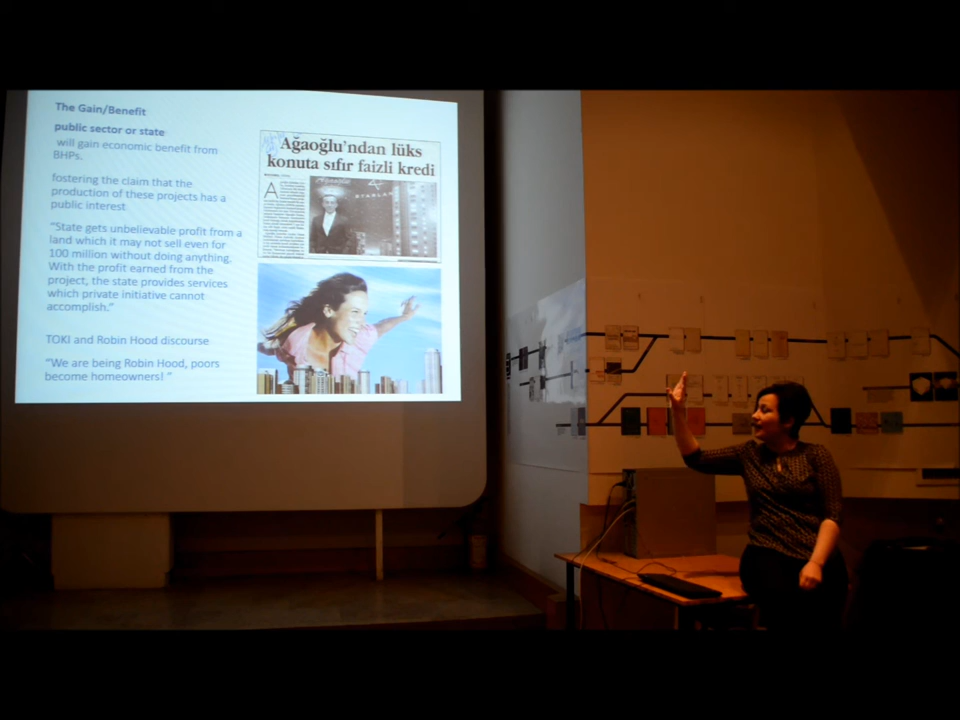 The Gain/Benefit
public sector or state
will gain economic benefit from
BHPs.
fostering the claim that the
production of these projects has a
public interest
"State gets unbelievable profit from a
land which it may not sell even for
100 million without doing anything.
With the profit earned from the
project, the state provides services
which private initiative cannot
accomplish."
TOKI and Robin Hood discourse
"We are being Robin Hood, poors
become homeowners! "
Ağaoğlu'ndan lüks
konuta sıfır faizli kredi